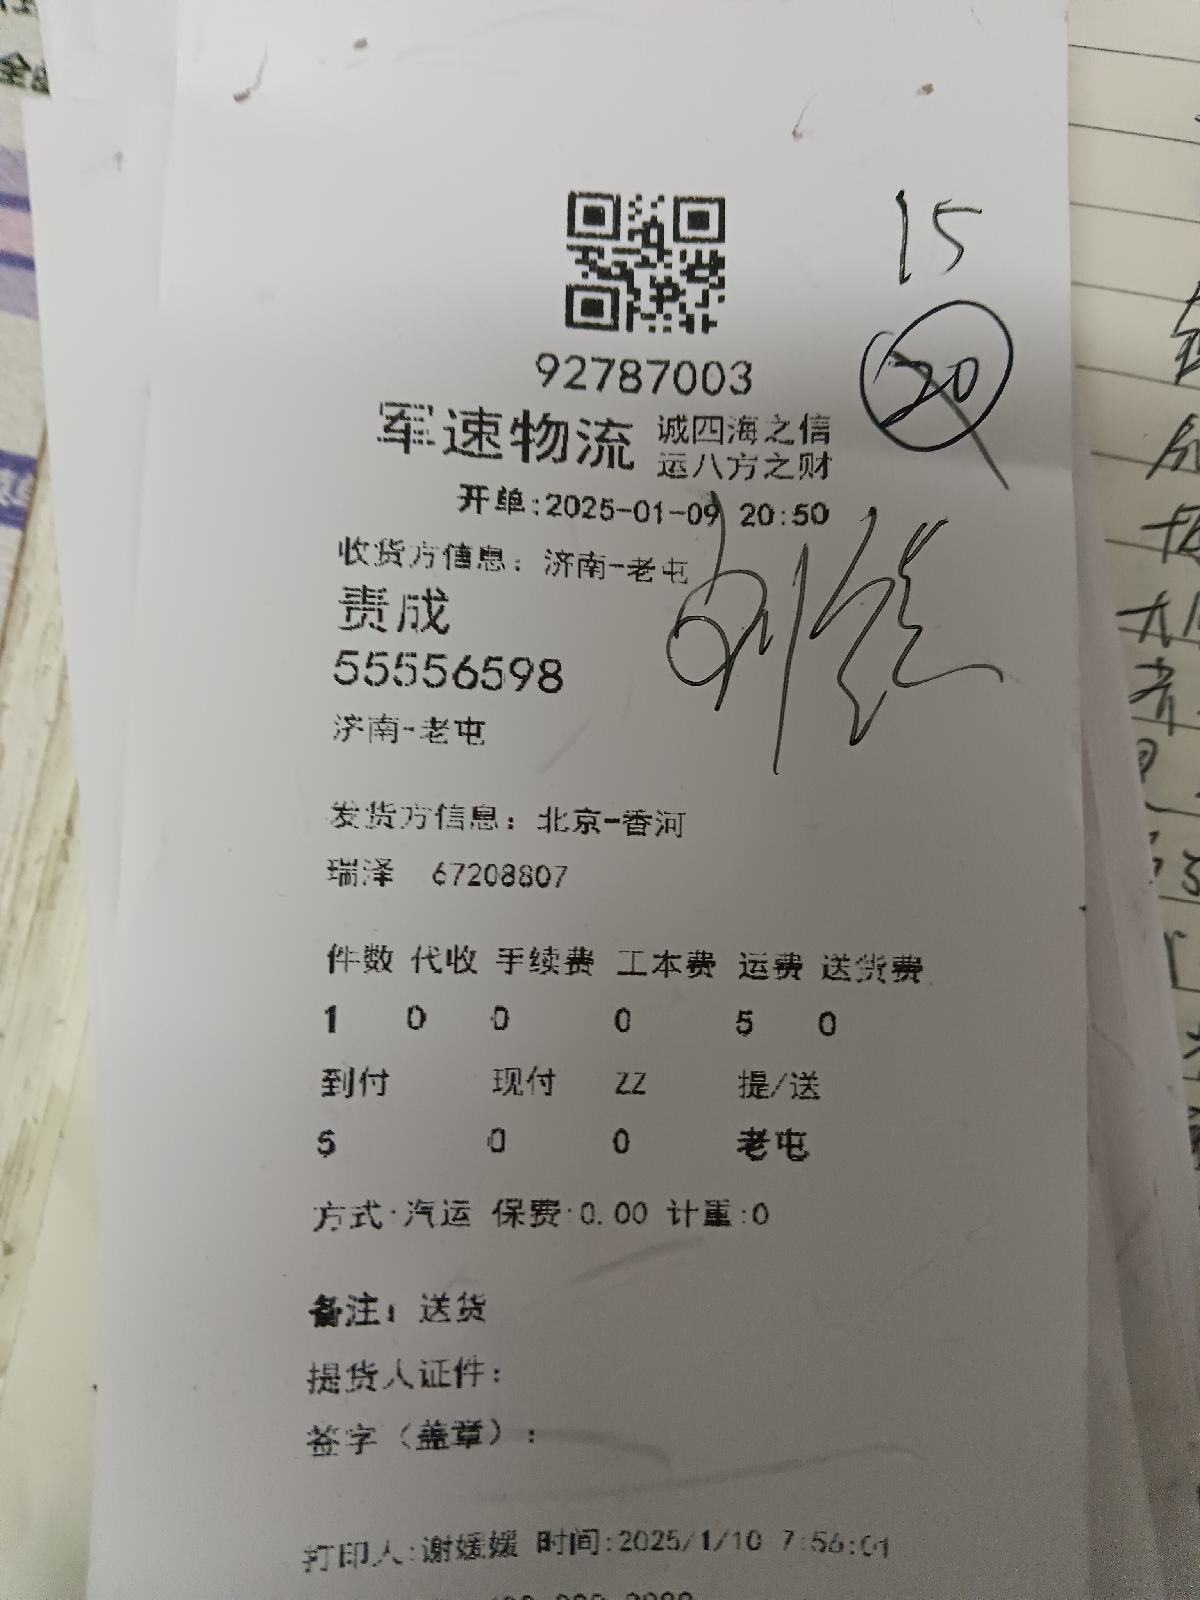 15
20
92787003
军速物流 诚四海之信
运八方之财
开单:2025-01-09 20:50
收货方信息：济南-老屯
责成
55556598
济南-老屯
发货方信息：北京-香河
瑞泽 67208807
件数 代收 手续费 工本费 运费 送货费
1 0 0 0 5 0
到付 现付 ZZ 提/送
5 0 0 老屯
方式:汽运 保费:0.00 计重:0
备注：送货
提货人证件：
签字（盖章）：
打印人:谢媛媛 时间:2025/1/10 7:56:01